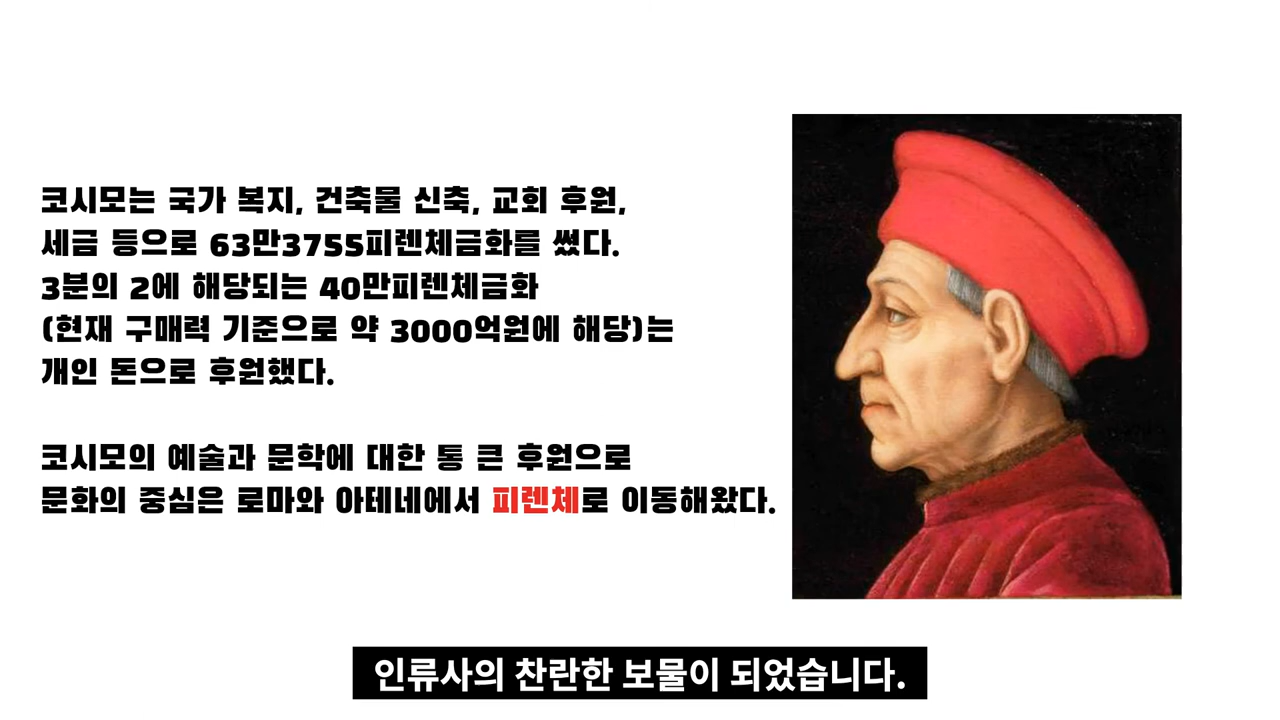 코시모는 국가 복지, 건축물 신축, 교회 후원,
세금 등으로 63만3755피렌체금화를 썼다.
3분의 2에 해당되는 40만피렌체금화
(현재 구매력 기준으로 약 3000억원에 해당)는
개인 돈으로 후원했다.
코시모의 예술과 문학에 대한 통 큰 후원으로
문화의 중심은 로마와 아테네에서 피렌체로 이동해왔다.
인류사의 찬란한 보물이 되었습니다.